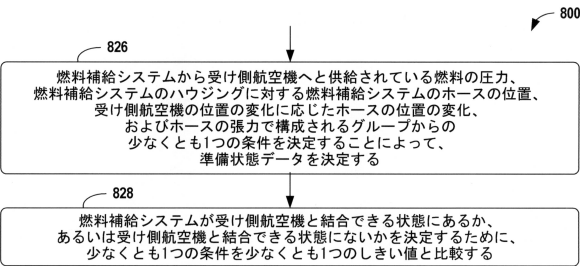 800
826
燃料補給システムから受け側航空機へと供給されている燃料の圧力、
燃料補給システムのハウジングに対する燃料補給システムのホースの位置、
受け側航空機の位置の変化に応じたホースの位置の変化、
およびホースの張力で構成されるグループからの
少なくとも1つの条件を決定することによって、
準備状態データを決定する
828
燃料補給システムが受け側航空機と結合できる状態にあるか、
あるいは受け側航空機と結合できる状態にないかを決定するために、
少なくとも1つの条件を少なくとも1つのしきい値と比較する